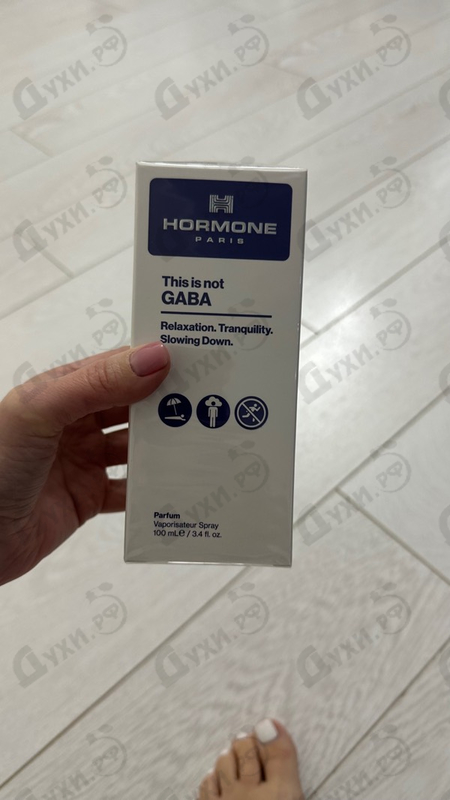 HORMONE
PARIS
This is not
GABA
Relaxation. Tranquility.
Slowing Down.
Parfum
Vaporisateur Spray
100 mL℮ / 3.4 fl. oz.
Духи.рф